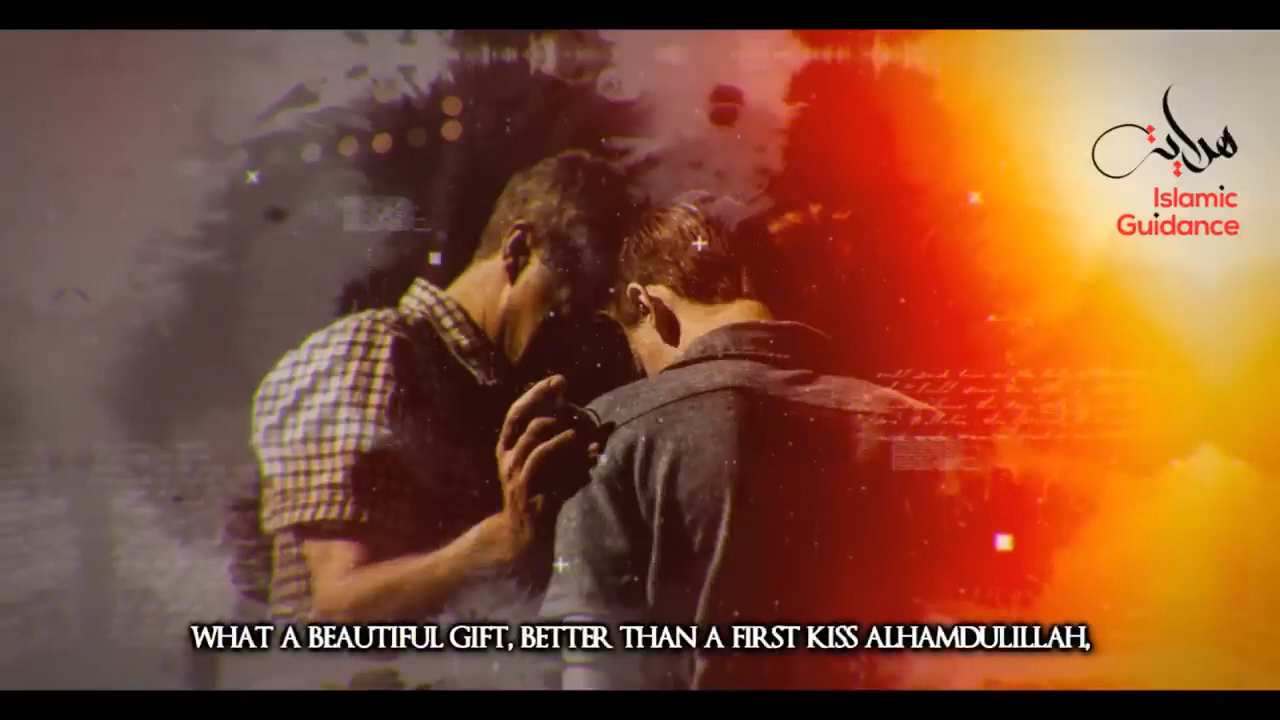 هداية
Islamic
Guidance
WHAT A BEAUTIFUL GIFT, BETTER THAN A FIRST KISS ALHAMDULILLAH,